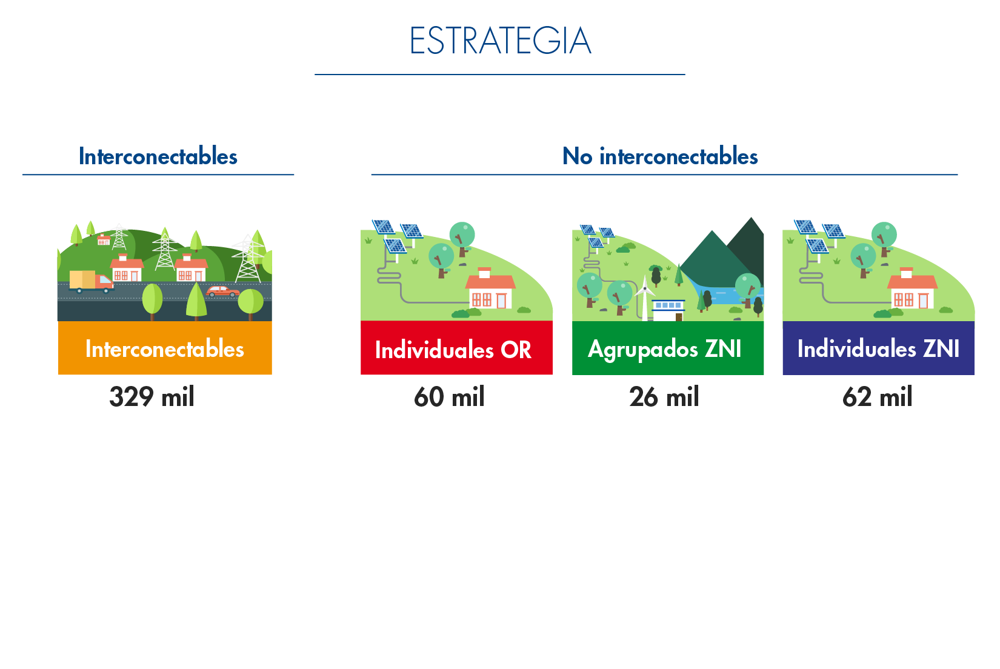 ESTRATEGIA
Interconectables
No interconectables
Interconectables
Individuales OR
Agrupados ZNI
Individuales ZNI
329 mil
60 mil
26 mil
62 mil